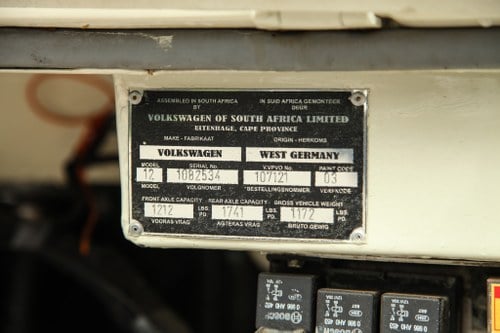 ASSEMBLED IN SOUTH AFRICA BY
IN SUID AFRIKA GEMONTEER DEUR
VOLKSWAGEN OF SOUTH AFRICA LIMITED
UITENHAGE, CAPE PROVINCE
MAKE - FABRIKAAT ORIGIN - HERKOMS
VOLKSWAGEN WEST GERMANY
MODEL SERIAL No. V.V/PVO No. PAINT CODE
12 1082534 107121 03
MODEL VOLGNOMMER BESTELLINGSNOMMER. VERFKODE
FRONT AXLE CAPACITY REAR AXLE CAPACITY GROSS VEHICLE WEIGHT
1212 LBS. PD. 1741 LBS. PD. 1172 LBS. PD.
VOORAS VRAG AGTERAS VRAG BRUTO GEWIG
BOSCH